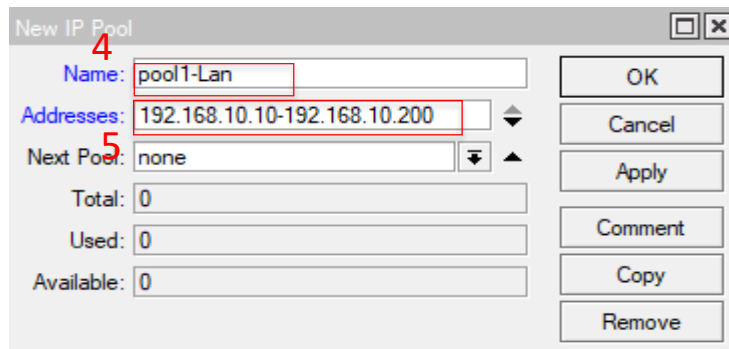 New IP Pool
4
Name: pool1-Lan
OK
Addresses: 192.168.10.10-192.168.10.200
Cancel
5
Next Pool: none
Apply
Total: 0
Used: 0
Comment
Available: 0
Copy
Remove